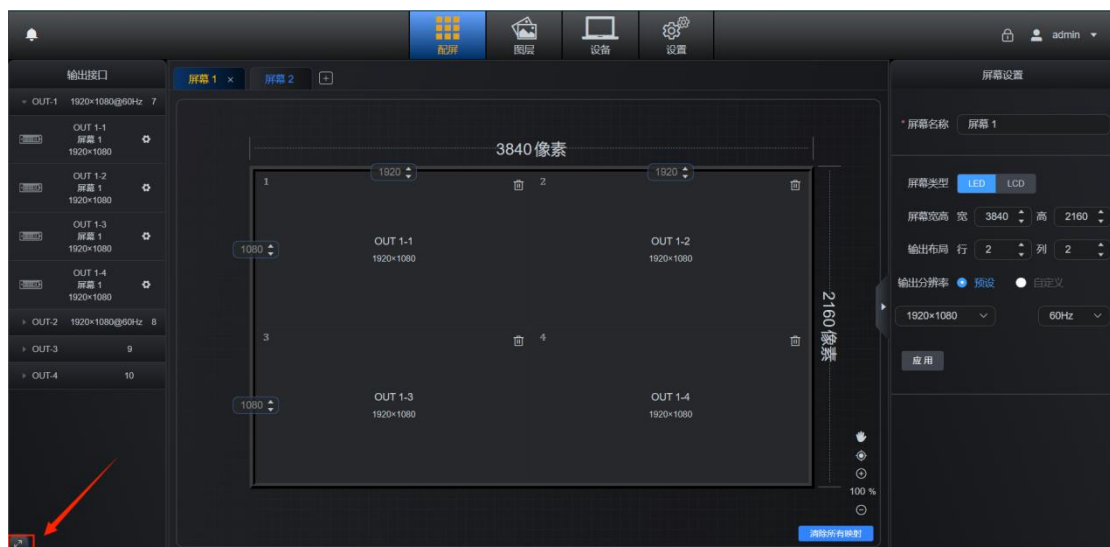 配屏
图层
设备
设置
admin
输出接口
屏幕 1 ×
屏幕 2
屏幕设置
OUT-1 1920×1080@60Hz 7
OUT 1-1
屏幕 1
1920×1080
OUT 1-2
屏幕 1
1920×1080
OUT 1-3
屏幕 1
1920×1080
OUT 1-4
屏幕 1
1920×1080
OUT-2 1920×1080@60Hz 8
OUT-3 9
OUT-4 10
3840像素
1920
1920
1
2
1080
OUT 1-1
1920×1080
OUT 1-2
1920×1080
2160像素
3
4
1080
OUT 1-3
1920×1080
OUT 1-4
1920×1080
100 %
清除所有映射
* 屏幕名称 屏幕 1
屏幕类型 LED LCD
屏幕宽高 宽 3840 高 2160
输出布局 行 2 列 2
输出分辨率 预设 自定义
1920×1080 60Hz
应用